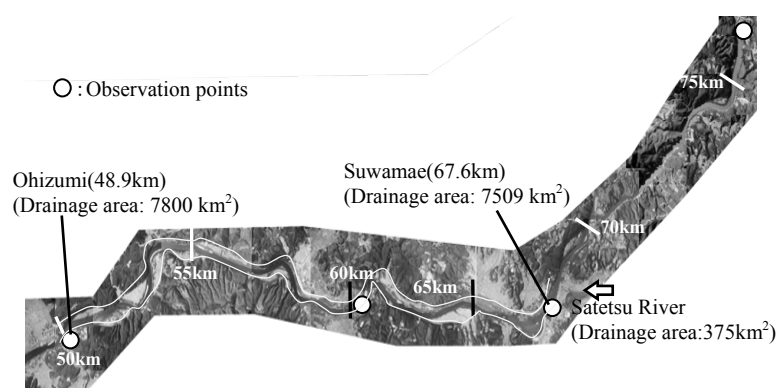 75km
○ : Observation points
Ohizumi(48.9km)
(Drainage area: 7800 km²)
Suwamae(67.6km)
(Drainage area: 7509 km²)
70km
55km
60km
65km
Satetsu River
(Drainage area:375km²)
50km